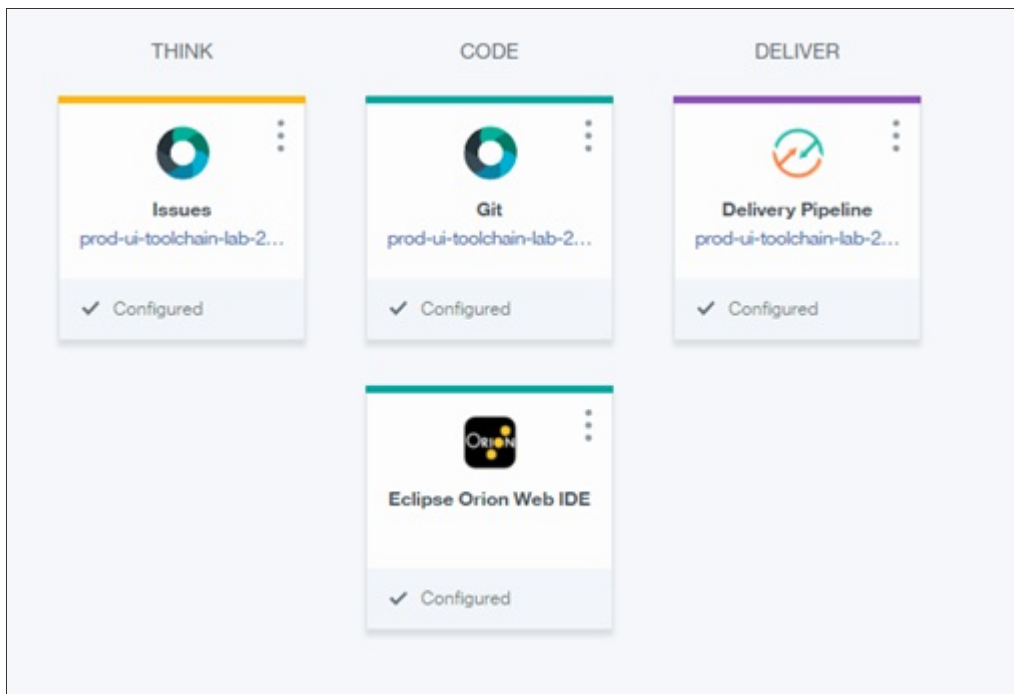 THINK
CODE
DELIVER
Issues
prod-ui-toolchain-lab-2...
Configured
Git
prod-ui-toolchain-lab-2...
Configured
Delivery Pipeline
prod-ui-toolchain-lab-2...
Configured
ORION
Eclipse Orion Web IDE
Configured